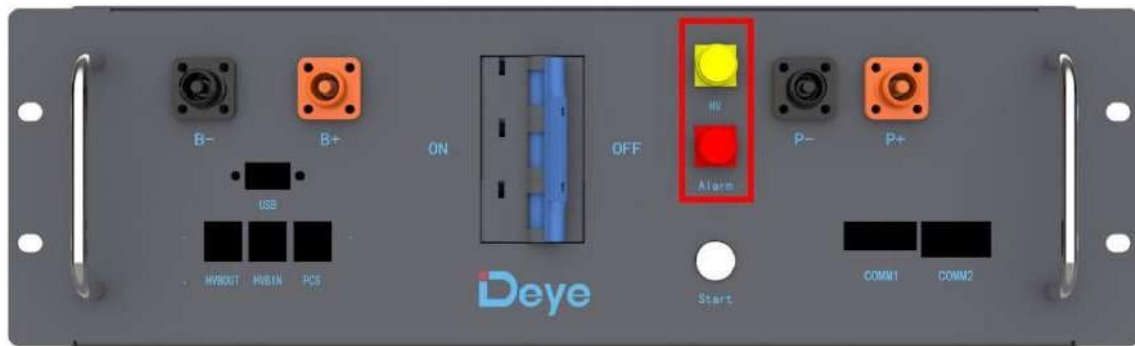 B-
B+
ON
OFF
HV
Alarm
P-
P+
USB
HVBOUT
HVBIN
PCS
Deye
Start
COMM1
COMM2